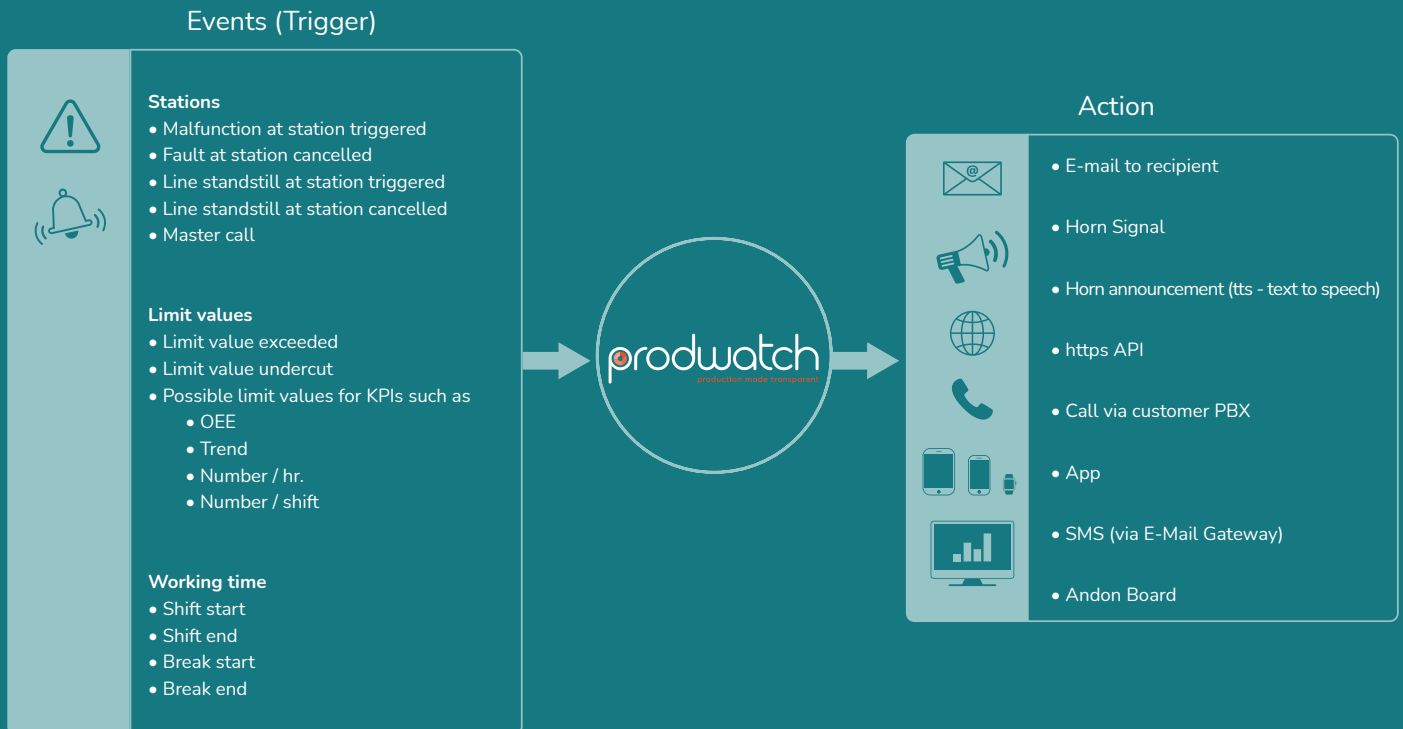 Events (Trigger)
Stations
• Malfunction at station triggered
• Fault at station cancelled
• Line standstill at station triggered
• Line standstill at station cancelled
• Master call
Limit values
• Limit value exceeded
• Limit value undercut
• Possible limit values for KPIs such as
• OEE
• Trend
• Number / hr.
• Number / shift
Working time
• Shift start
• Shift end
• Break start
• Break end
prodwatch
production made transparent
Action
@
• E-mail to recipient
• Horn Signal
• Horn announcement (tts - text to speech)
• https API
• Call via customer PBX
• App
• SMS (via E-Mail Gateway)
• Andon Board